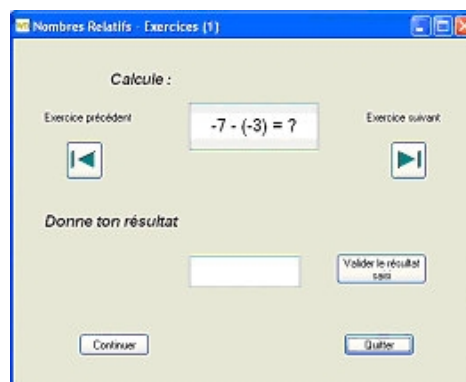 Nombres Relatifs - Exercices (1)
Calcule :
Exercice précédent
-7 - (-3) = ?
Exercice suivant
Donne ton résultat
Valider le résultat
saisi
Continuer
Quitter